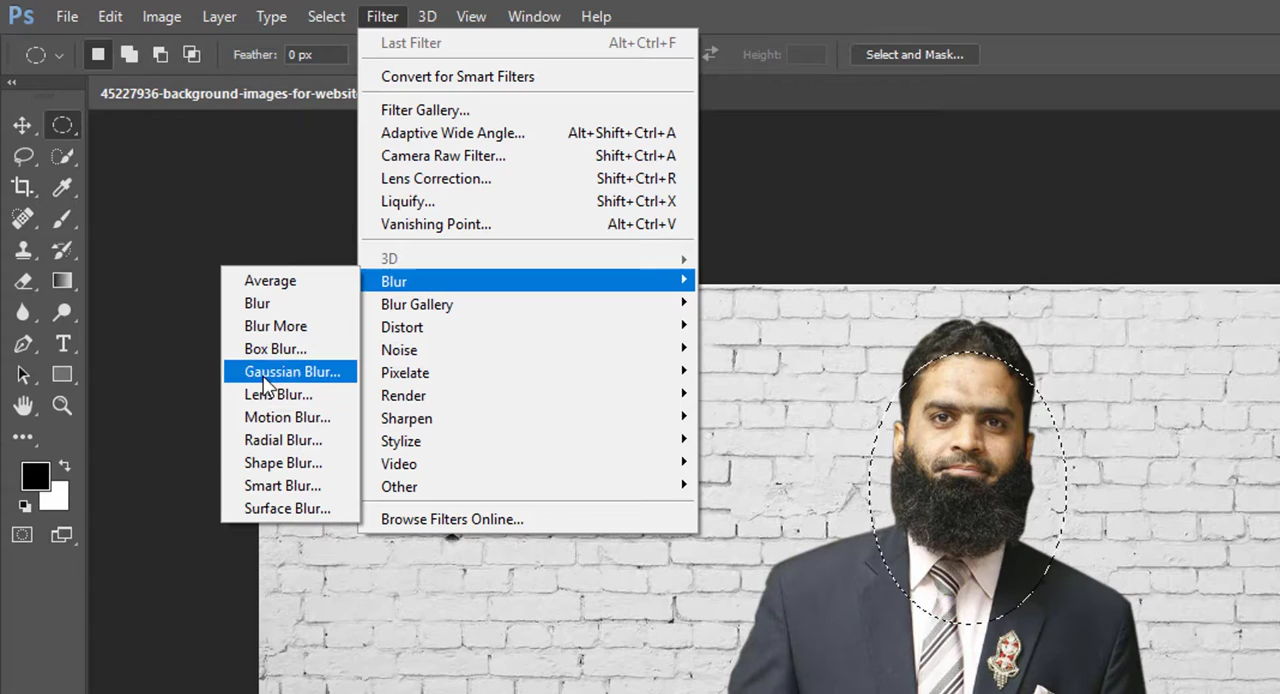 Ps File Edit Image Layer Type Select Filter 3D View Window Help
Feather: 0 px Height: Select and Mask...
45227936-background-images-for-websit
Last Filter Alt+Ctrl+F
Convert for Smart Filters
Filter Gallery...
Adaptive Wide Angle... Alt+Shift+Ctrl+A
Camera Raw Filter... Shift+Ctrl+A
Lens Correction... Shift+Ctrl+R
Liquify... Shift+Ctrl+X
Vanishing Point... Alt+Ctrl+V
3D
Blur
Blur Gallery
Distort
Noise
Pixelate
Render
Sharpen
Stylize
Video
Other
Browse Filters Online...
Average
Blur
Blur More
Box Blur...
Gaussian Blur...
Lens Blur...
Motion Blur...
Radial Blur...
Shape Blur...
Smart Blur...
Surface Blur...